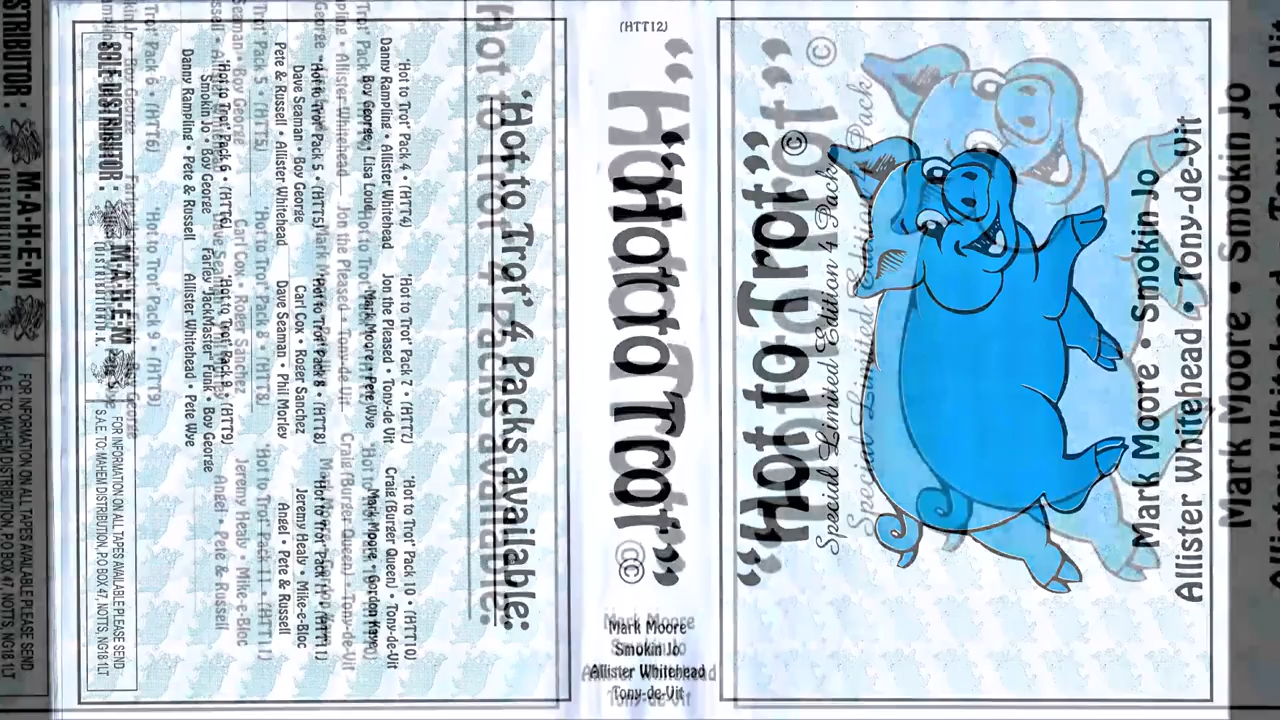 'Hot to Trot' 4 Packs available:
'Hot to Trot' Pack 4 • (HTT4)
Danny Rampling • Allister Whitehead
Boy George • Lisa Loud
'Hot to Trot' Pack 5 • (HTT5)
Dave Seaman • Boy George
Pete & Russell • Allister Whitehead
'Hot to Trot' Pack 6 • (HTT6)
Smokin Jo • Boy George
Danny Rampling • Pete & Russell
'Hot to Trot' Pack 7 • (HTT7)
Jon the Pleased • Tony-de Vit
Mark Moore • Pete Wye
'Hot to Trot' Pack 8 • (HTT8)
Carl Cox • Roger Sanchez
Dave Seaman • Phil Morley
'Hot to Trot' Pack 9 • (HTT9)
Farley "JackMaster" Funk • Boy George
Allister Whitehead • Pete Wye
'Hot to Trot' Pack 10 • (HTT10)
Craig (Burger Queen) • Tony-de-Vit
Mark Moore • Gordon Kaye
'Hot to Trot' Pack 11 • (HTT11)
Jeremy Healy • Mike-e-Bloc
Angel • Pete & Russell
SOLE DISTRIBUTOR:
M·A·H·E·M
(DISTRIBUTION) U.K.
FOR INFORMATION ON ALL TAPES AVAILABLE PLEASE SEND
S.A.E. TO: MAHEM DISTRIBUTION, P.O BOX 47, NOTTS, NG18 1LT
(HTT12)
"Hot to Trot" ©
Mark Moore
Smokin Jo
Allister Whitehead
Tony-de-Vit
"Hot to Trot" ©
Special Limited Edition 4 Pack
Mark Moore • Smokin Jo
Allister Whitehead • Tony-de-Vit